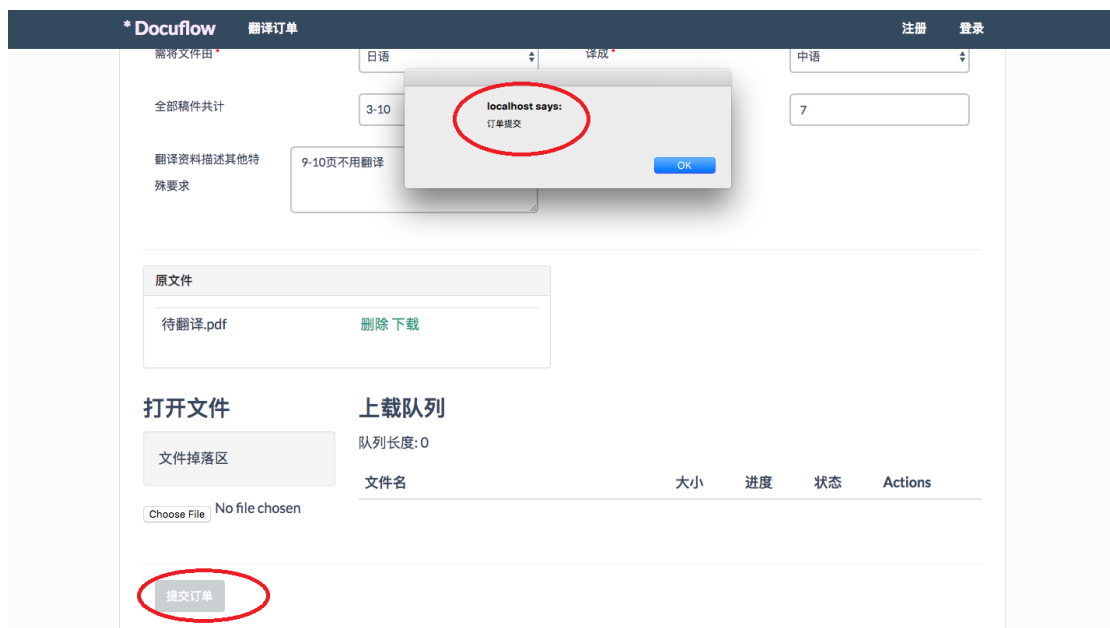 * Docuflow 翻译订单 注册 登录
需将文件由 * 日语 译成 * 中语
全部稿件共计 3-10 7
localhost says:
订单提交
OK
翻译资料描述其他特
殊要求
9-10页不用翻译
原文件
待翻译.pdf 删除 下载
打开文件
文件掉落区
Choose File No file chosen
上载队列
队列长度: 0
文件名 大小 进度 状态 Actions
提交订单